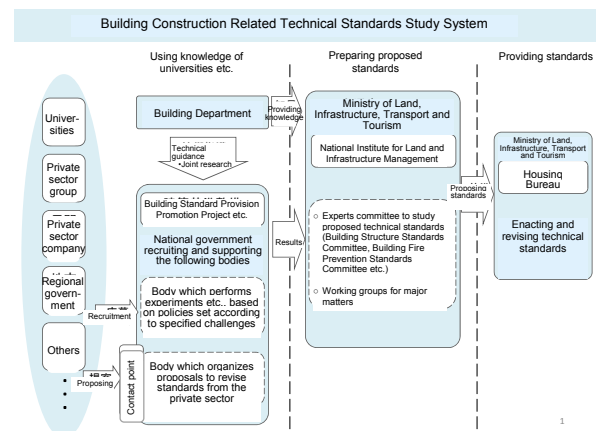 Building Construction Related Technical Standards Study System
Using knowledge of
universities etc.
Preparing proposed
standards
Providing standards
Univer-
sities
Private
sector
group
Private
sector
company
Regional
govern-
ment
Others
•
•
•
Building Department
Providing
knowledge
Technical
guidance
•Joint research
Building Standard Provision
Promotion Project etc.
National government
recruiting and supporting
the following bodies
Body which performs
experiments etc., based
on policies set according
to specified challenges
Recruitment
Proposing
Contact point
Body which organizes
proposals to revise
standards from the
private sector
Results
Ministry of Land,
Infrastructure, Transport and
Tourism
National Institute for Land and
Infrastructure Management
○ Experts committee to study
proposed technical standards
(Building Structure Standards
Committee, Building Fire
Prevention Standards
Committee etc.)
○ Working groups for major
matters
Proposing
standards
Ministry of Land,
Infrastructure, Transport
and Tourism
Housing
Bureau
Enacting and
revising technical
standards
1